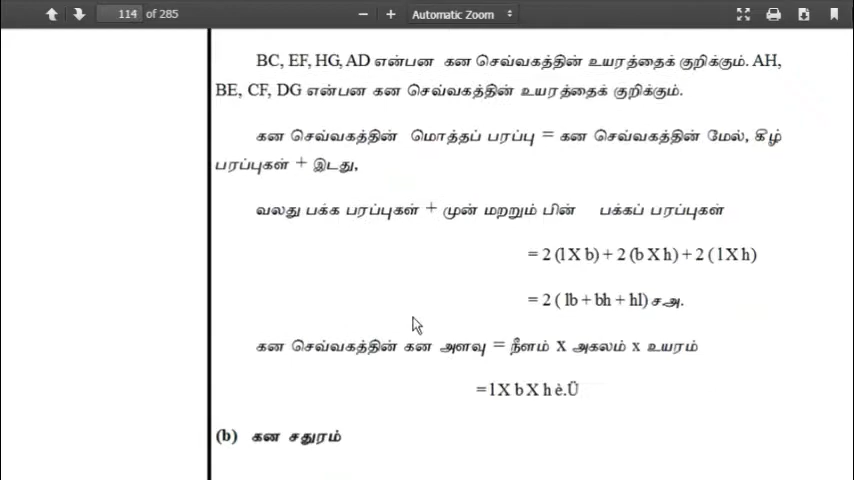 114 of 285
Automatic Zoom
BC, EF, HG, AD என்பன கன செவ்வகத்தின் உயரத்தைக் குறிக்கும். AH,
BE, CF, DG என்பன கன செவ்வகத்தின் உயரத்தைக் குறிக்கும்.
கன செவ்வகத்தின் மொத்தப் பரப்பு = கன செவ்வகத்தின் மேல், கீழ்
பரப்புகள் + இடது,
வலது பக்க பரப்புகள் + முன் மறறும் பின் பக்கப் பரப்புகள்
= 2 (l X b) + 2 (b X h) + 2 ( l X h)
= 2 ( lb + bh + hl) ச.அ.
கன செவ்வகத்தின் கன அளவு = நீளம் x அகலம் x உயரம்
= l X b X h è.Ü
(b) கன சதுரம்